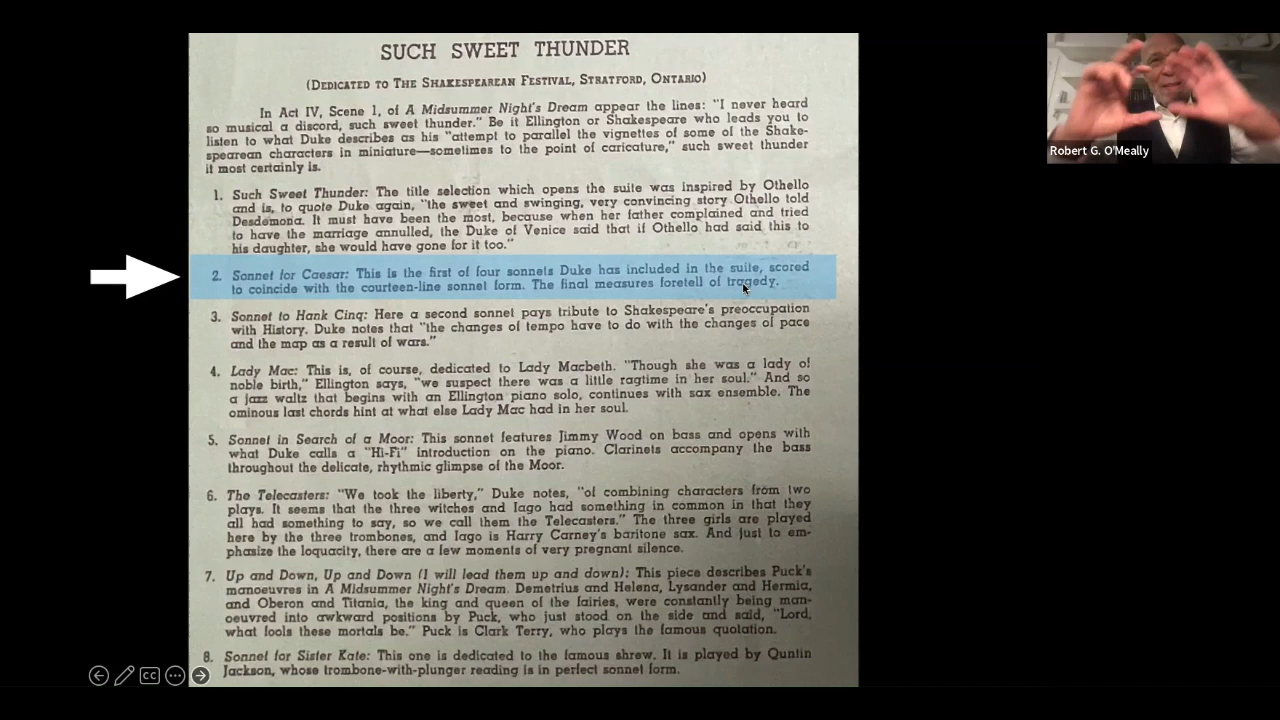 SUCH SWEET THUNDER
(DEDICATED TO THE SHAKESPEAREAN FESTIVAL, STRATFORD, ONTARIO)
In Act IV, Scene 1, of A Midsummer Night's Dream appear the lines: "I never heard
so musical a discord, such sweet thunder." Be it Ellington or Shakespeare who leads you to
listen to what Duke describes as his "attempt to parallel the vignettes of some of the Shake-
spearean characters in miniature—sometimes to the point of caricature," such sweet thunder
it most certainly is.
1. Such Sweet Thunder: The title selection which opens the suite was inspired by Othello
and is, to quote Duke again, "the sweet and swinging, very convincing story Othello told
Desdemona. It must have been the most, because when her father complained and tried
to have the marriage annulled, the Duke of Venice said that if Othello had said this to
his daughter, she would have gone for it too."
2. Sonnet for Caesar: This is the first of four sonnets Duke has included in the suite, scored
to coincide with the courteen-line sonnet form. The final measures foretell of tragedy.
3. Sonnet to Hank Cinq: Here a second sonnet pays tribute to Shakespeare's preoccupation
with History. Duke notes that "the changes of tempo have to do with the changes of pace
and the map as a result of wars."
4. Lady Mac: This is, of course, dedicated to Lady Macbeth. "Though she was a lady of
noble birth," Ellington says, "we suspect there was a little ragtime in her soul." And so
a jazz waltz that begins with an Ellington piano solo, continues with sax ensemble. The
ominous last chords hint at what else Lady Mac had in her soul.
5. Sonnet in Search of a Moor: This sonnet features Jimmy Wood on bass and opens with
what Duke calls a "Hi-Fi" introduction on the piano. Clarinets accompany the bass
throughout the delicate, rhythmic glimpse of the Moor.
6. The Telecasters: "We took the liberty," Duke notes, "of combining characters from two
plays. It seems that the three witches and Iago had something in common in that they
all had something to say, so we call them the Telecasters." The three girls are played
here by the three trombones, and Iago is Harry Carney's baritone sax. And just to em-
phasize the loquacity, there are a few moments of very pregnant silence.
7. Up and Down, Up and Down (I will lead them up and down): This piece describes Puck's
manoeuvres in A Midsummer Night's Dream. Demetrius and Helena, Lysander and Hermia,
and Oberon and Titania, the king and queen of the fairies, were constantly being man-
oeuvred into awkward positions by Puck, who just stood on the side and said, "Lord,
what fools these mortals be." Puck is Clark Terry, who plays the famous quotation.
8. Sonnet for Sister Kate: This one is dedicated to the famous shrew. It is played by Quntin
Jackson, whose trombone-with-plunger reading is in perfect sonnet form.
Robert G. O'Meally
CC